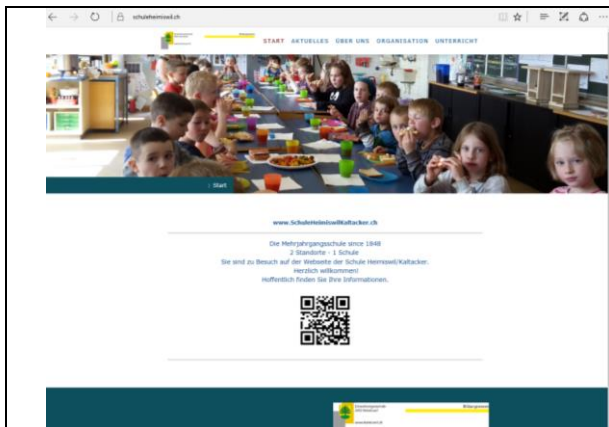 schuleheimiswil.ch
START AKTUELLES ÜBER UNS ORGANISATION UNTERRICHT
Start
www.SchuleHeimiswilKaltacker.ch
Die Mehrjahrgangsschule since 1848
2 Standorte - 1 Schule
Sie sind zu Besuch auf der Webseite der Schule Heimiswil/Kaltacker.
Herzlich willkommen!
Hoffentlich finden Sie Ihre Informationen.